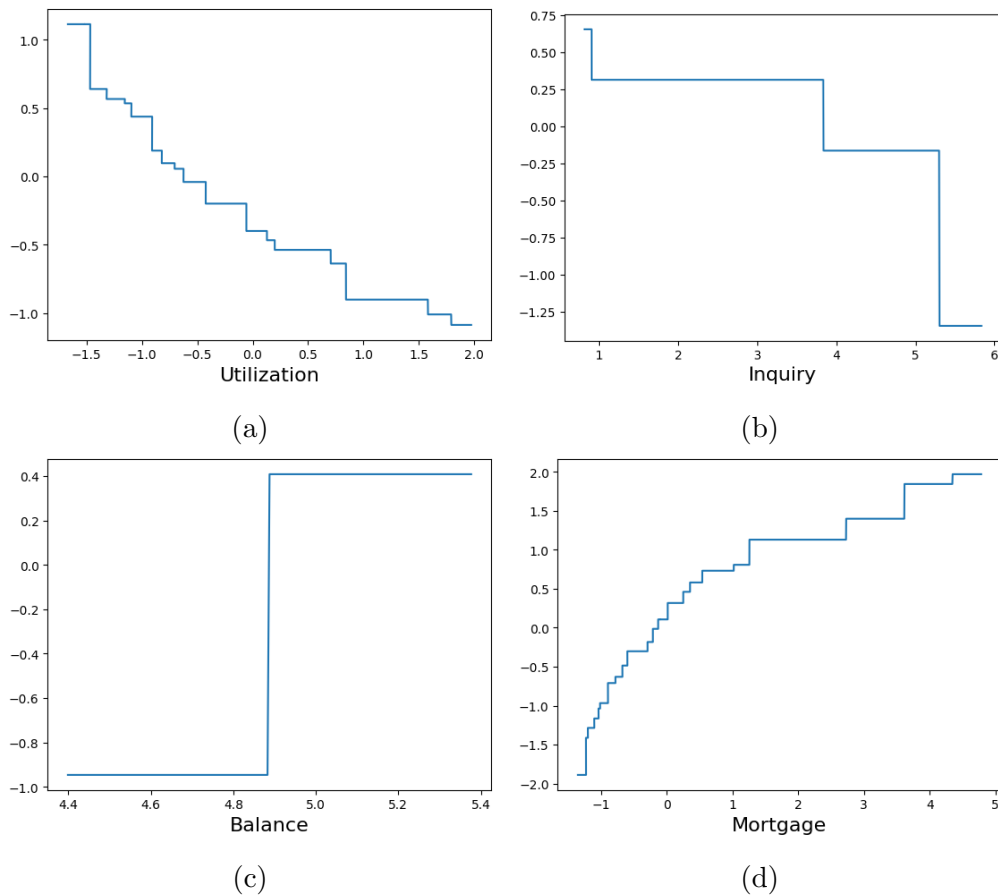 1.0
0.5
0.0
−0.5
−1.0
−1.5 −1.0 −0.5 0.0 0.5 1.0 1.5 2.0
Utilization
(a)
0.75
0.50
0.25
0.00
−0.25
−0.50
−0.75
−1.00
−1.25
1 2 3 4 5 6
Inquiry
(b)
0.4
0.2
0.0
−0.2
−0.4
−0.6
−0.8
−1.0
4.4 4.6 4.8 5.0 5.2 5.4
Balance
(c)
2.0
1.5
1.0
0.5
0.0
−0.5
−1.0
−1.5
−2.0
−1 0 1 2 3 4 5
Mortgage
(d)